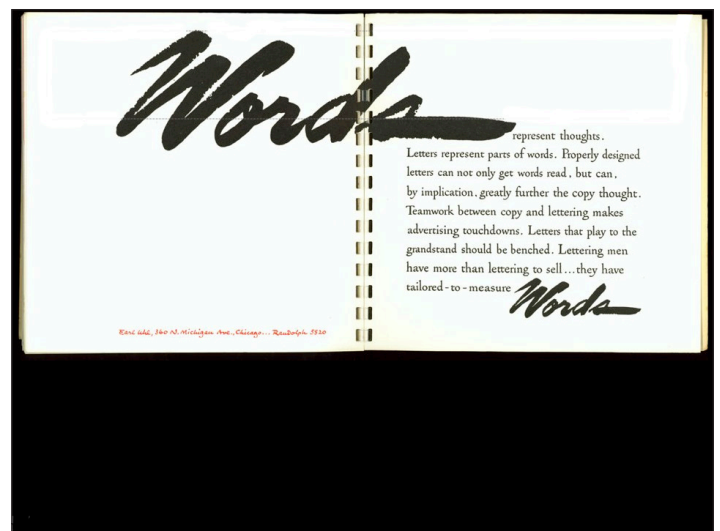 Words
represent thoughts.
Letters represent parts of words. Properly designed
letters can not only get words read, but can,
by implication, greatly further the copy thought.
Teamwork between copy and lettering makes
advertising touchdowns. Letters that play to the
grandstand should be benched. Lettering men
have more than lettering to sell...they have
tailored-to-measure Words
Earl Uhl, 360 N. Michigan Ave., Chicago... RanDolph